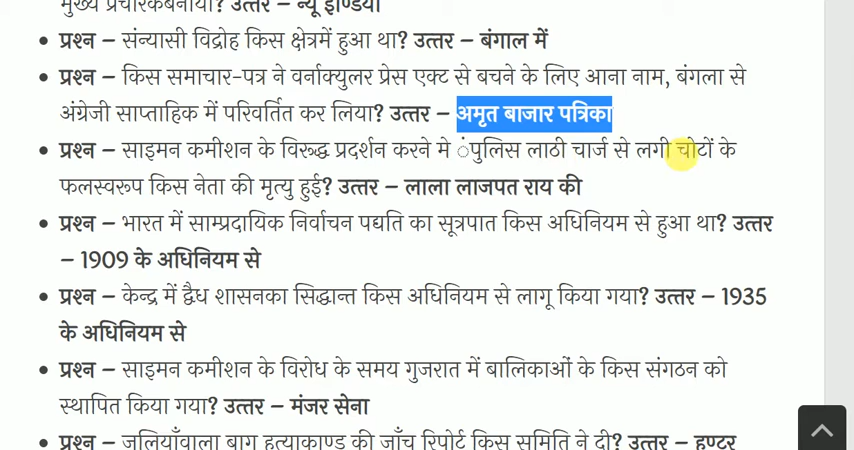 मुख्य प्रचारकबनाया? उत्तर – न्यू इण्डिया
प्रश्न – संन्यासी विद्रोह किस क्षेत्रमें हुआ था? उत्तर – बंगाल में
प्रश्न – किस समाचार-पत्र ने वर्नाक्युलर प्रेस एक्ट से बचने के लिए आना नाम, बंगला से
अंग्रेजी साप्ताहिक में परिवर्तित कर लिया? उत्तर – अमृत बाजार पत्रिका
प्रश्न – साइमन कमीशन के विरूद्ध प्रदर्शन करने मे ंपुलिस लाठी चार्ज से लगी चोटों के
फलस्वरूप किस नेता की मृत्यु हुई? उत्तर – लाला लाजपत राय की
प्रश्न – भारत में साम्प्रदायिक निर्वाचन पद्यति का सूत्रपात किस अधिनियम से हुआ था? उत्तर
– 1909 के अधिनियम से
प्रश्न – केन्द्र में द्वैध शासनका सिद्धान्त किस अधिनियम से लागू किया गया? उत्तर – 1935
के अधिनियम से
प्रश्न – साइमन कमीशन के विरोध के समय गुजरात में बालिकाओं के किस संगठन को
स्थापित किया गया? उत्तर – मंजर सेना
प्रश्न – जलियाँवाला बाग हत्याकाण्ड की जाँच रिपोर्ट किस समिति ने दी? उत्तर – हण्टर